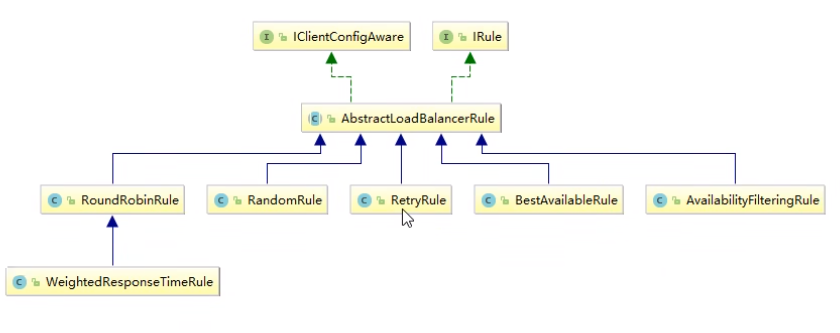 I IClientConfigAware
I IRule
C AbstractLoadBalancerRule
C RoundRobinRule
C RandomRule
C RetryRule
C BestAvailableRule
C AvailabilityFilteringRule
C WeightedResponseTimeRule